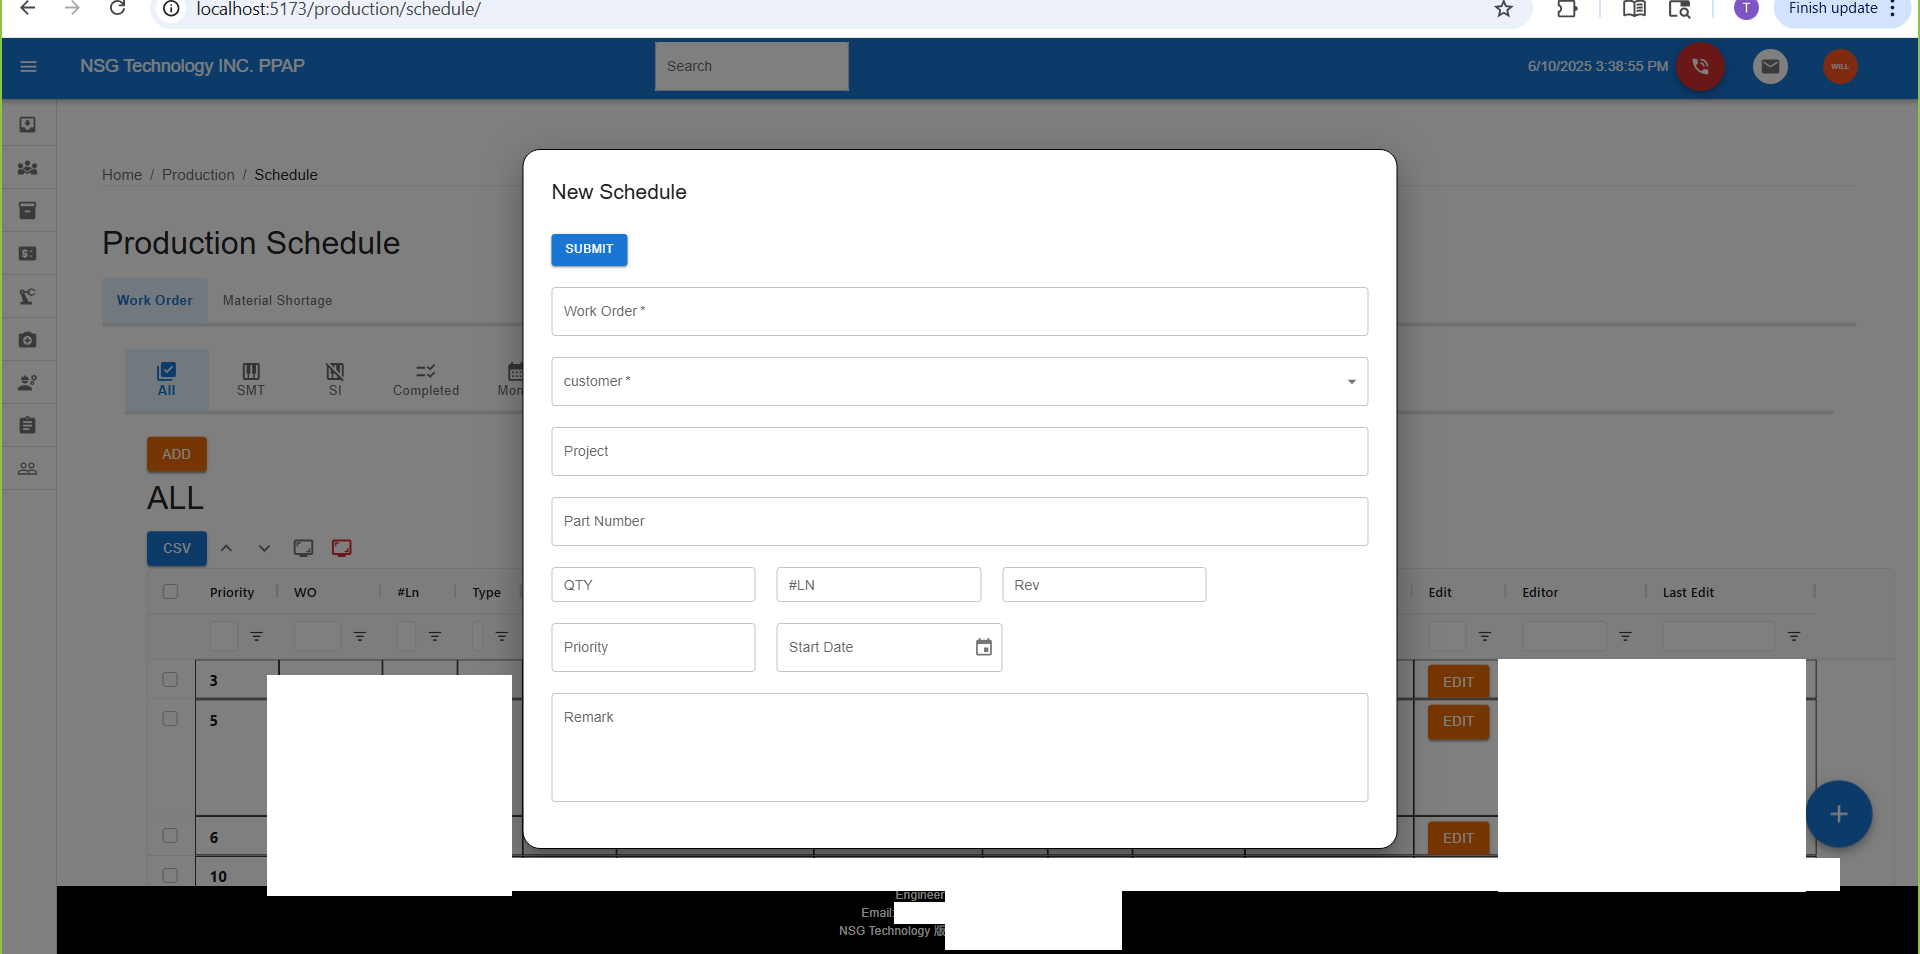 localhost:5173/production/schedule/
T
Finish update
NSG Technology INC. PPAP
Search
6/10/2025 3:38:55 PM
WILL
Home / Production / Schedule
Production Schedule
Work Order
Material Shortage
All
SMT
SI
Completed
Mon
ADD
ALL
CSV
Priority
WO
#Ln
Type
Edit
Editor
Last Edit
3
EDIT
5
EDIT
6
EDIT
10
New Schedule
SUBMIT
Work Order *
customer *
Project
Part Number
QTY
#LN
Rev
Priority
Start Date
Remark
Engineer
Email:
NSG Technology 版